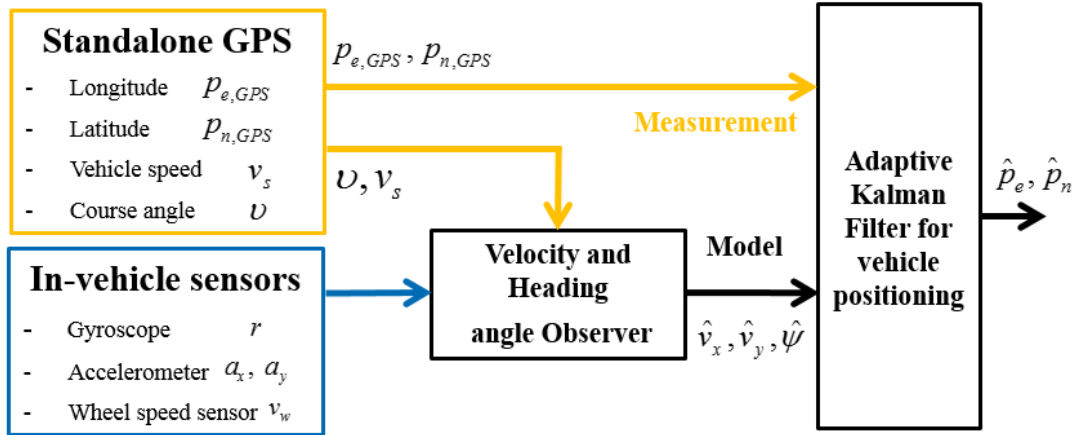 Standalone GPS
- Longitude p_{e,GPS}
- Latitude p_{n,GPS}
- Vehicle speed v_s
- Course angle υ
p_{e,GPS}, p_{n,GPS}
Measurement
υ, v_s
In-vehicle sensors
- Gyroscope r
- Accelerometer a_x, a_y
- Wheel speed sensor v_w
Velocity and
Heading
angle Observer
Model
v̂_x, v̂_y, ψ̂
Adaptive
Kalman
Filter for
vehicle
positioning
p̂_e, p̂_n